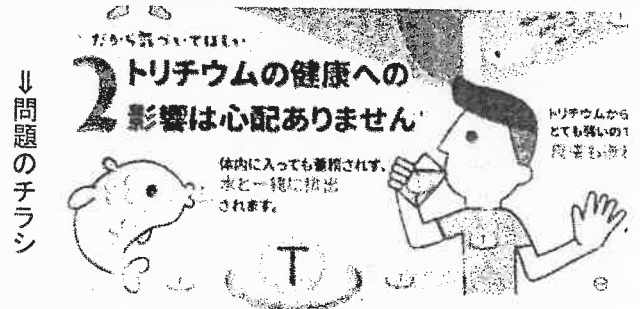 ⇓問題のチラシ
だから気づいてほしい
2 トリチウムの健康への
影響は心配ありません
体内に入っても蓄積されず、
水と一緒に排出
されます。
トリチウムから
とても弱いので
T